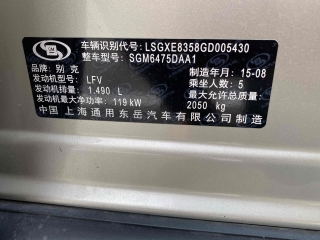 车辆识别代号: LSGXE8358GD005430
整车型号: SGM6475DAA1
品牌 别克 制造年月: 15-08
发动机型号: LFV 乘坐人数: 5
发动机排量: 1.490 L 最大允许总质量:
发动机最大净功率: 119 kW 2050 kg
中国 上海通用东岳汽车有限公司制造